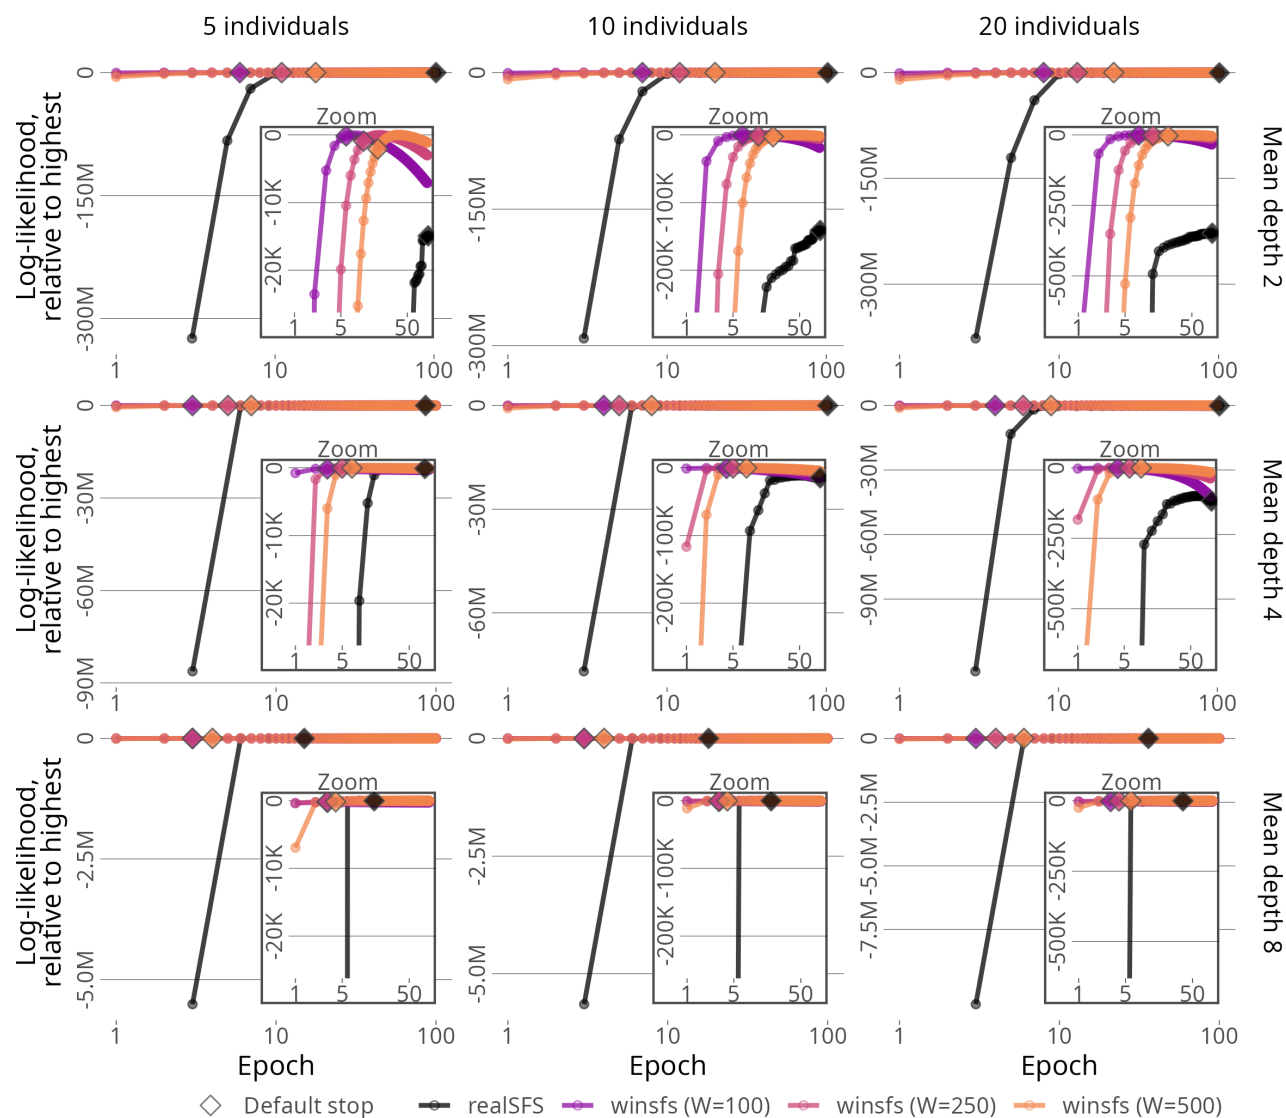 5 individuals
10 individuals
20 individuals
Log-likelihood,
relative to highest
0
-150M
-300M
1
10
100
Zoom
0
-10K
-20K
1
5
50
0
-150M
-300M
1
10
100
Zoom
0
-100K
-200K
1
5
50
0
-150M
-300M
1
10
100
Zoom
0
-250K
-500K
1
5
50
Mean depth 2
Log-likelihood,
relative to highest
0
-30M
-60M
-90M
1
10
100
Zoom
0
-10K
-20K
1
5
50
0
-30M
-60M
1
10
100
Zoom
0
-100K
-200K
1
5
50
0
-30M
-60M
-90M
1
10
100
Zoom
0
-250K
-500K
1
5
50
Mean depth 4
Log-likelihood,
relative to highest
0
-2.5M
-5.0M
1
10
100
Zoom
0
-10K
-20K
1
5
50
0
-2.5M
-5.0M
1
10
100
Zoom
0
-100K
-200K
1
5
50
0
-2.5M
-5.0M
-7.5M
1
10
100
Zoom
0
-250K
-500K
1
5
50
Mean depth 8
Epoch
Epoch
Epoch
Default stop
realSFS
winsfs (W=100)
winsfs (W=250)
winsfs (W=500)